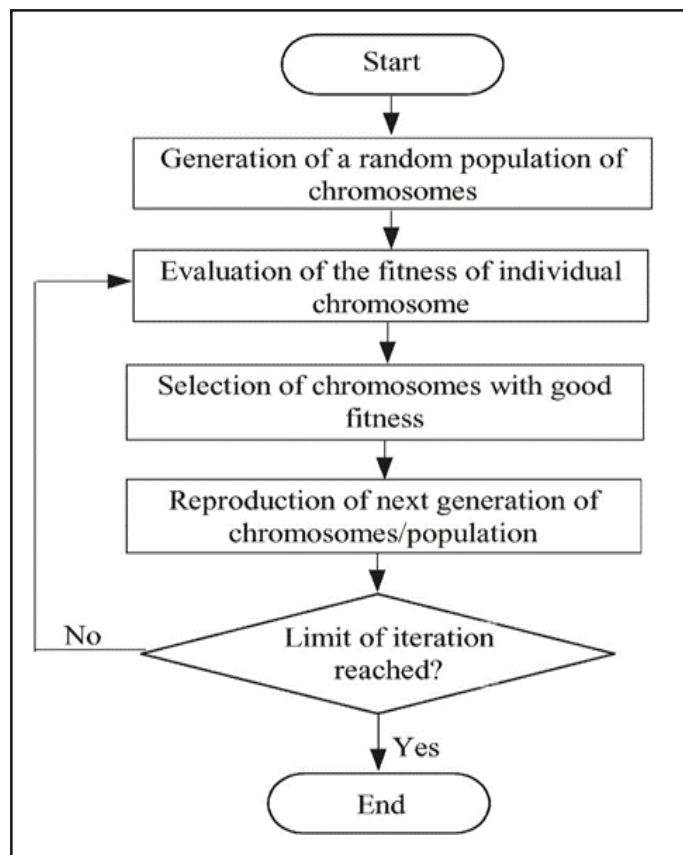 Start
Generation of a random population of
chromosomes
Evaluation of the fitness of individual
chromosome
Selection of chromosomes with good
fitness
Reproduction of next generation of
chromosomes/population
Limit of iteration
reached?
No
Yes
End